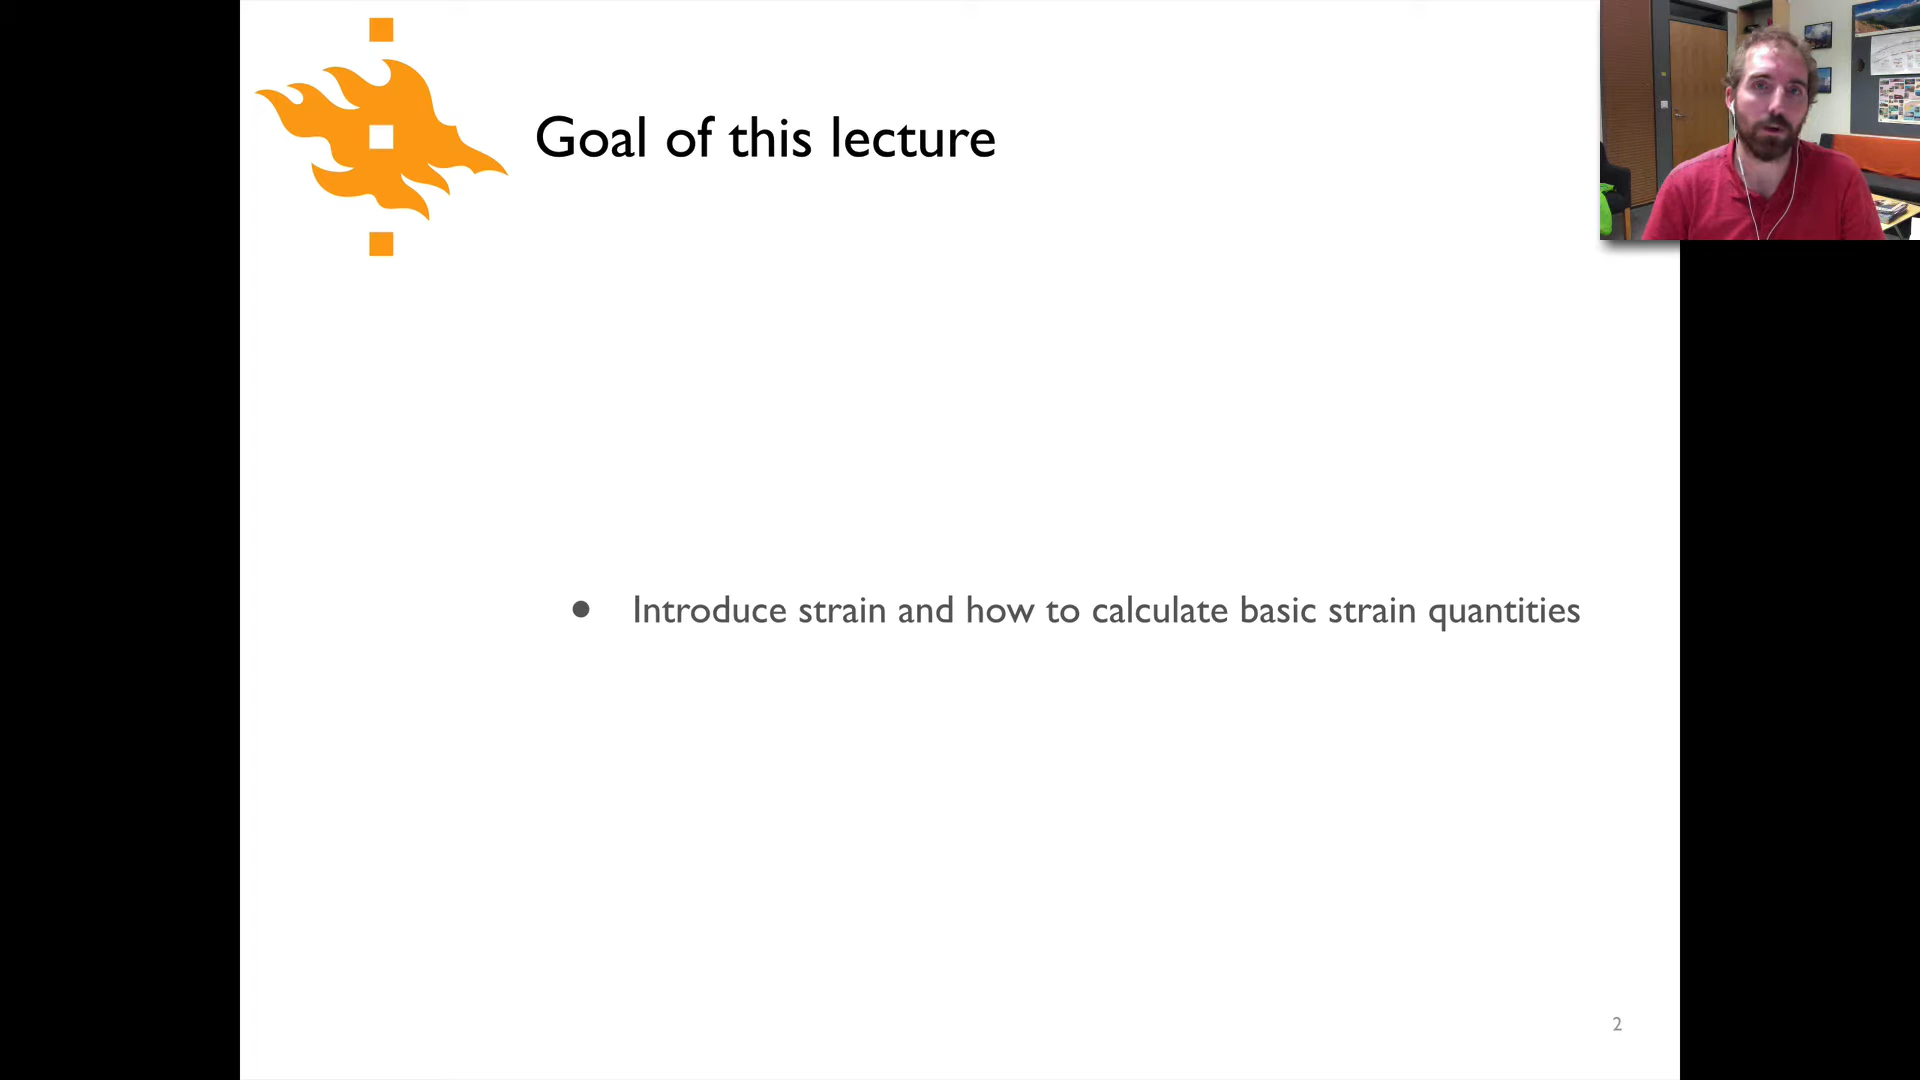 Goal of this lecture
● Introduce strain and how to calculate basic strain quantities
2